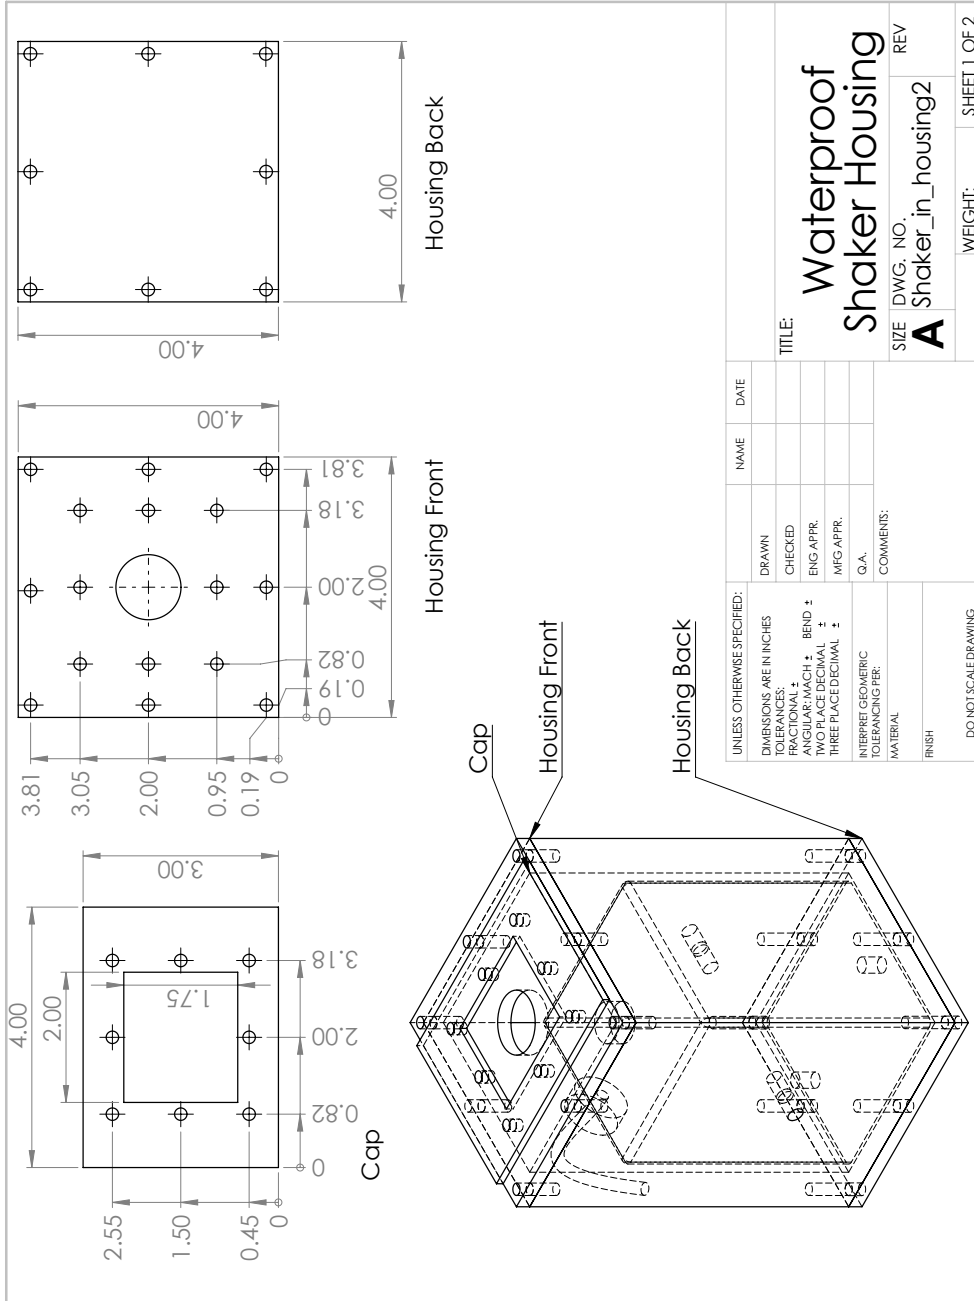 4.00
2.00
1.75
3.00
2.55
1.50
0.45
0
0
0.82
2.00
3.18
Cap
4.00
3.81
3.05
2.00
0.95
0.19
0
0
0.19
0.82
2.00
3.18
3.81
4.00
Housing Front
4.00
4.00
Housing Back
Cap
Housing Front
Housing Back
UNLESS OTHERWISE SPECIFIED:
DIMENSIONS ARE IN INCHES
TOLERANCES:
FRACTIONAL ±
ANGULAR: MACH ± BEND ±
TWO PLACE DECIMAL ±
THREE PLACE DECIMAL ±
INTERPRET GEOMETRIC
TOLERANCING PER:
MATERIAL
FINISH
DO NOT SCALE DRAWING
NAME DATE
DRAWN
CHECKED
ENG APPR.
MFG APPR.
Q.A.
COMMENTS:
TITLE:
Waterproof
Shaker Housing
SIZE DWG. NO. REV
A Shaker_in_housing2
WEIGHT: SHEET 1 OF 2